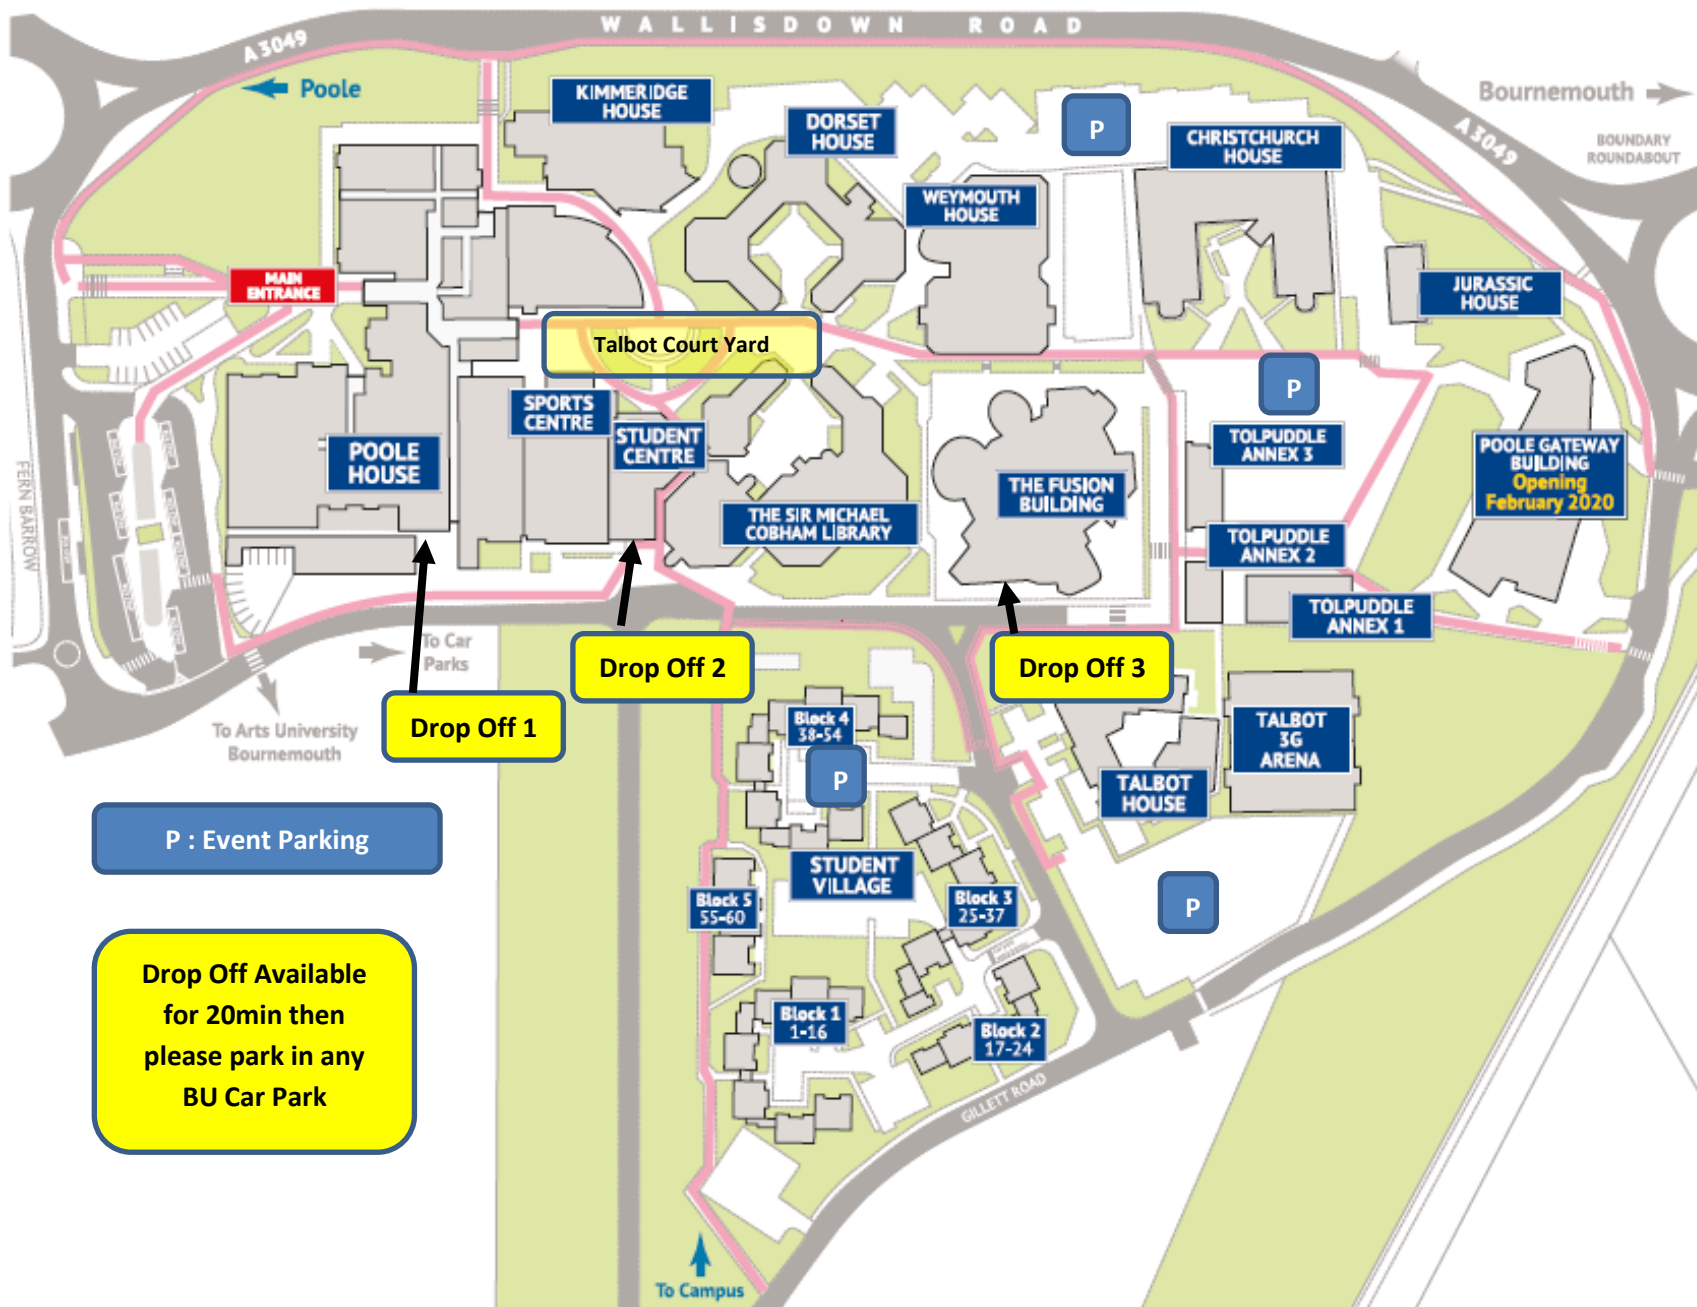 WALLISDOWN ROAD
A3049
Poole
KIMMERIDGE
HOUSE
DORSET
HOUSE
P
CHRISTCHURCH
HOUSE
Bournemouth
A3049
BOUNDARY
ROUNDABOUT
WEYMOUTH
HOUSE
MAIN
ENTRANCE
JURASSIC
HOUSE
Talbot Court Yard
P
SPORTS
CENTRE
STUDENT
CENTRE
POOLE
HOUSE
TOLPUDDLE
ANNEX 3
POOLE GATEWAY
BUILDING
Opening
February 2020
THE FUSION
BUILDING
THE SIR MICHAEL
COBHAM LIBRARY
FERN BARROW
TOLPUDDLE
ANNEX 2
TOLPUDDLE
ANNEX 1
To Car
Parks
Drop Off 1
Drop Off 2
Drop Off 3
To Arts University
Bournemouth
Block 4
38-54
P
TALBOT
3G
ARENA
TALBOT
HOUSE
P : Event Parking
STUDENT
VILLAGE
Block 5
55-60
Block 3
25-37
P
Drop Off Available
for 20min then
please park in any
BU Car Park
Block 1
1-16
Block 2
17-24
GILLETT ROAD
To Campus